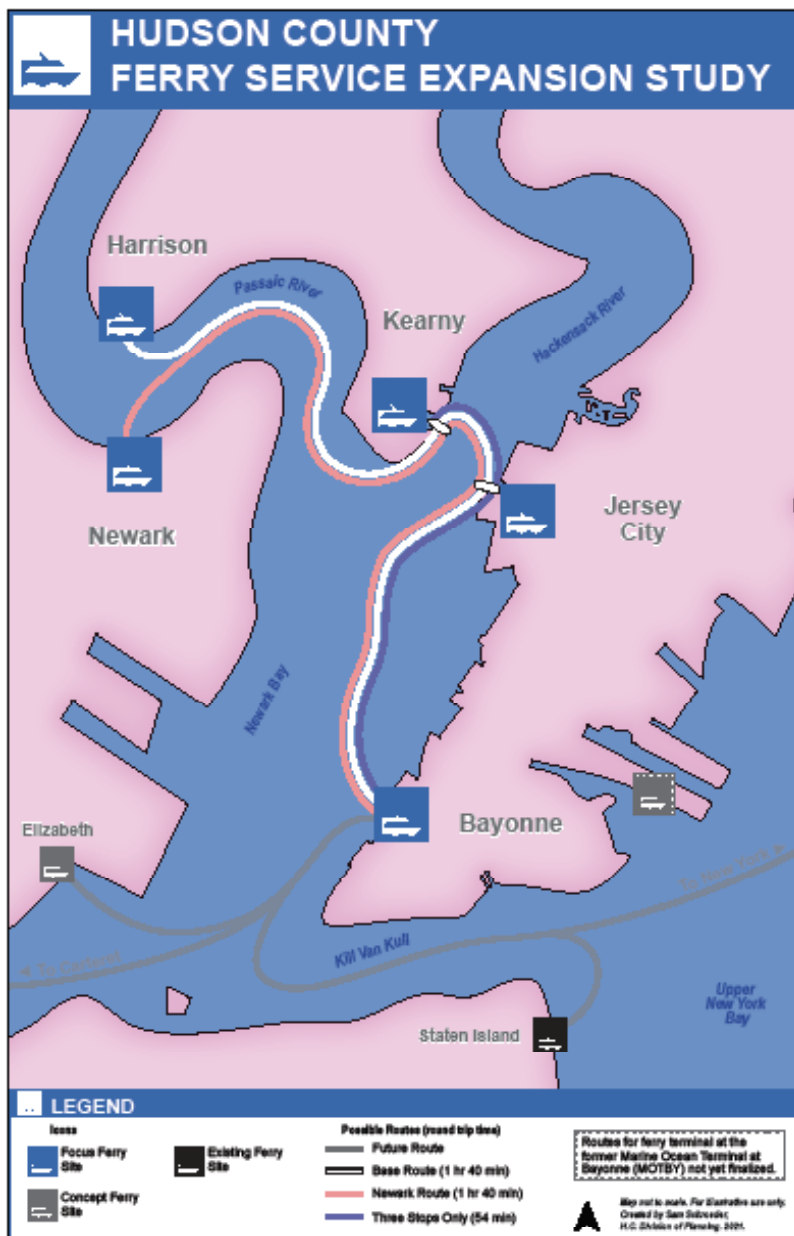 HUDSON COUNTY
FERRY SERVICE EXPANSION STUDY
Harrison
Passaic River
Kearny
Hackensack River
Newark
Jersey
City
Newark Bay
Elizabeth
Bayonne
To New York
To Carteret
Kill Van Kull
Upper
New York
Bay
Staten Island
LEGEND
Icons
Focus Ferry
Site
Existing Ferry
Site
Concept Ferry
Site
Possible Routes (round trip time)
Future Route
Base Route (1 hr 40 min)
Newark Route (1 hr 40 min)
Three Stops Only (54 min)
Routes for ferry terminal at the
former Marine Ocean Terminal at
Bayonne (MOTBY) not yet finalized.
Map not to scale. For illustrative use only.
Created by Sam
H.C. Division of Planning, 2021.